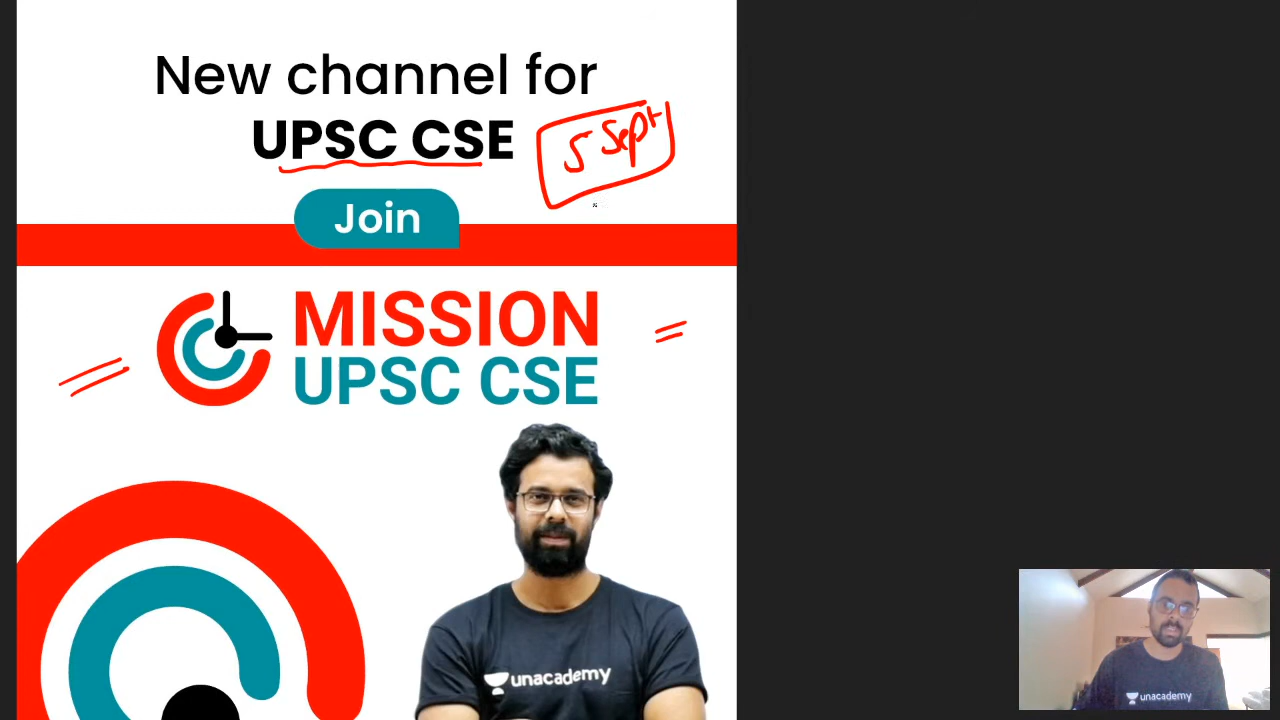 New channel for
UPSC CSE
5 Sept
Join
MISSION
UPSC CSE
unacademy
unacademy